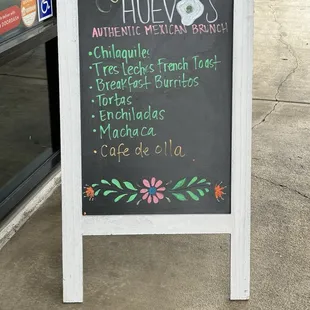 HUEVOS
AUTHENTIC MEXICAN BRUNCH
• Chilaquiles
• Tres Leches French Toast
• Breakfast Burritos
• Tortas
• Enchiladas
• Machaca
• Cafe de olla